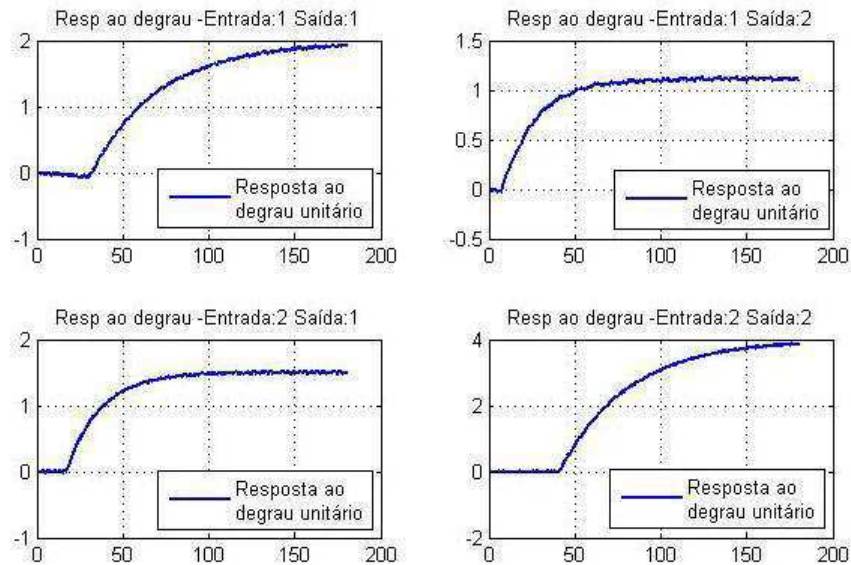 Resp ao degrau -Entrada:1 Saída:1
2
1
0
-1
0 50 100 150 200
Resposta ao
degrau unitário
Resp ao degrau -Entrada:1 Saída:2
1.5
1
0.5
0
-0.5
0 50 100 150 200
Resposta ao
degrau unitário
Resp ao degrau -Entrada:2 Saída:1
2
1
0
-1
0 50 100 150 200
Resposta ao
degrau unitário
Resp ao degrau -Entrada:2 Saída:2
4
2
0
-2
0 50 100 150 200
Resposta ao
degrau unitário